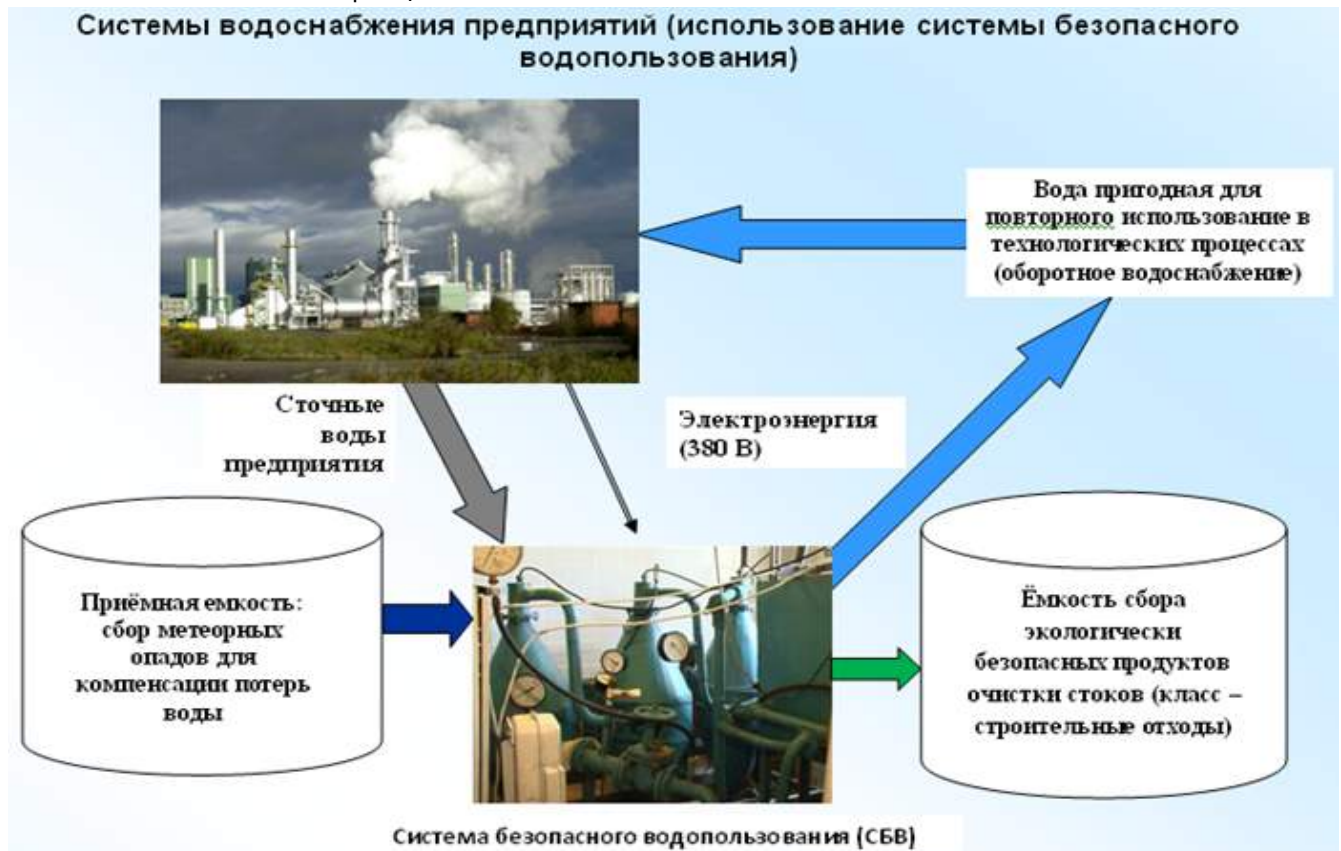 Системы водоснабжения предприятий (использование системы безопасного
водопользования)
Вода пригодная для
повторного использование в
технологических процессах
(оборотное водоснабжение)
Сточные
воды
предприятия
Электроэнергия
(380 В)
Приёмная емкость:
сбор метеорных
опадов для
компенсации потерь
воды
Ёмкость сбора
экологически
безопасных продуктов
очистки стоков (класс –
строительные отходы)
Система безопасного водопользования (СБВ)